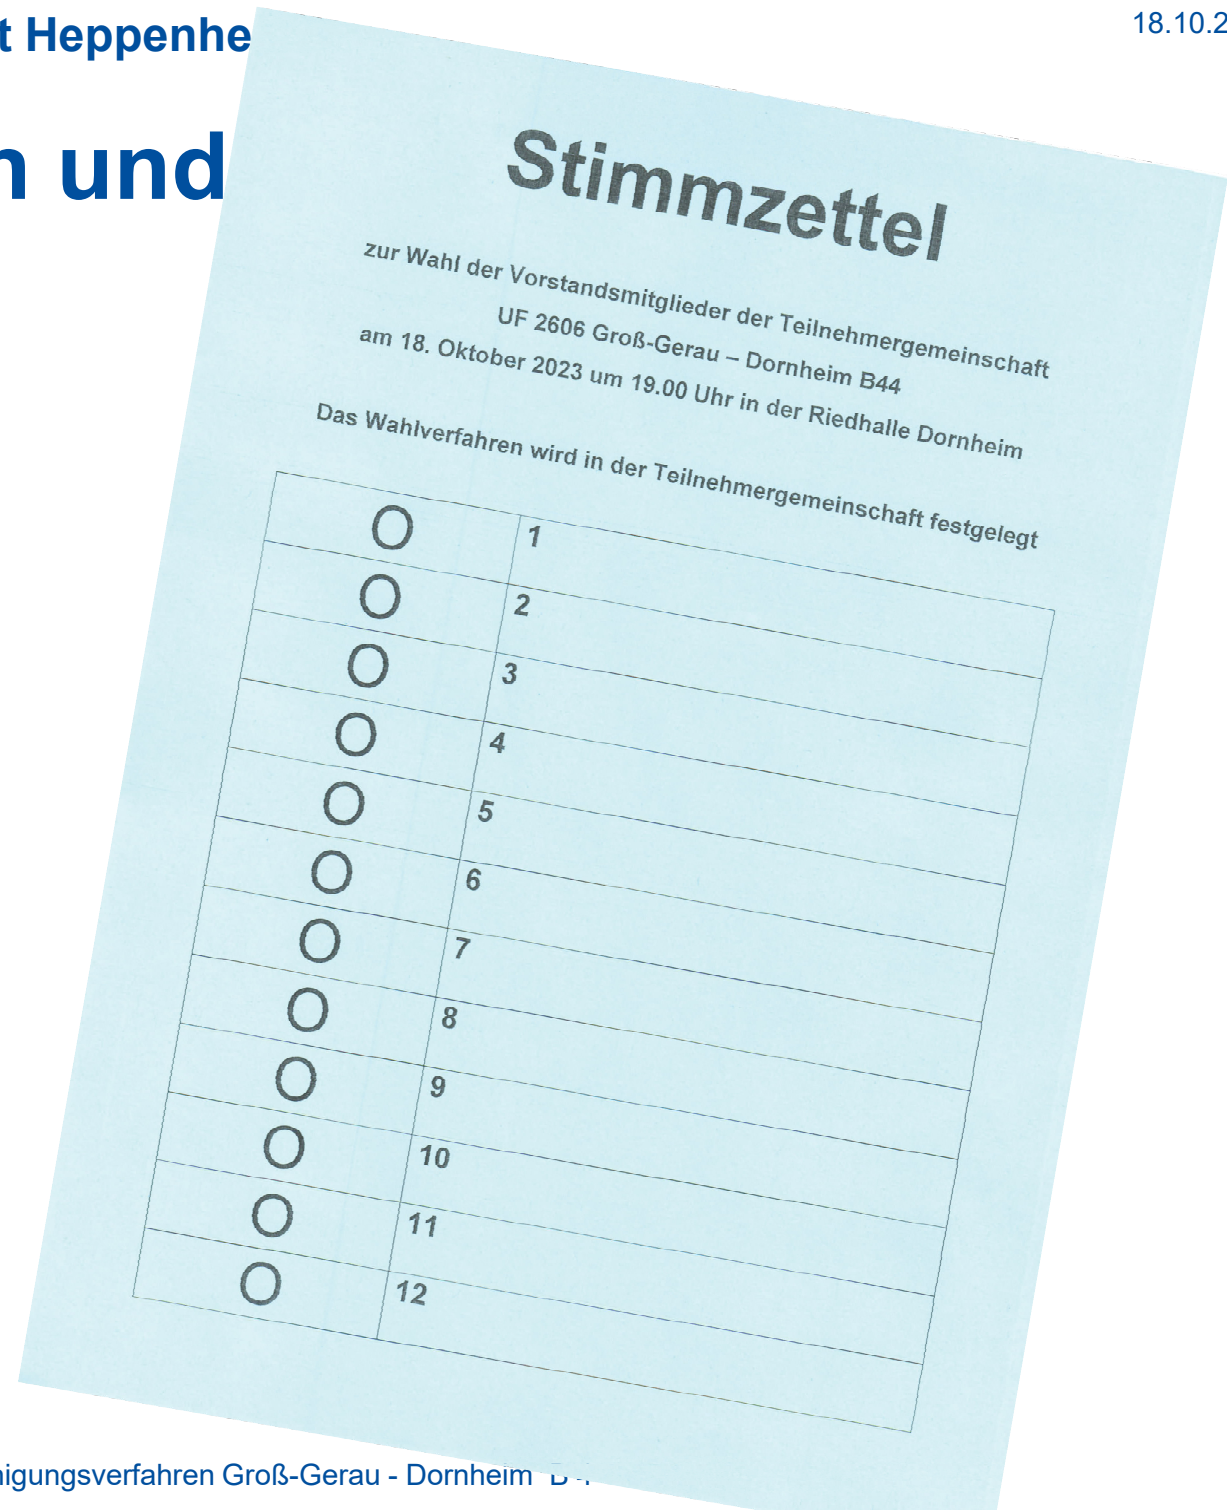 t Heppenhe
18.10.2
n und
Stimmzettel
zur Wahl der Vorstandsmitglieder der Teilnehmergemeinschaft
UF 2606 Groß-Gerau – Dornheim B44
am 18. Oktober 2023 um 19.00 Uhr in der Riedhalle Dornheim
Das Wahlverfahren wird in der Teilnehmergemeinschaft festgelegt
O 1
O 2
O 3
O 4
O 5
O 6
O 7
O 8
O 9
O 10
O 11
O 12
nigungsverfahren Groß-Gerau - Dornheim